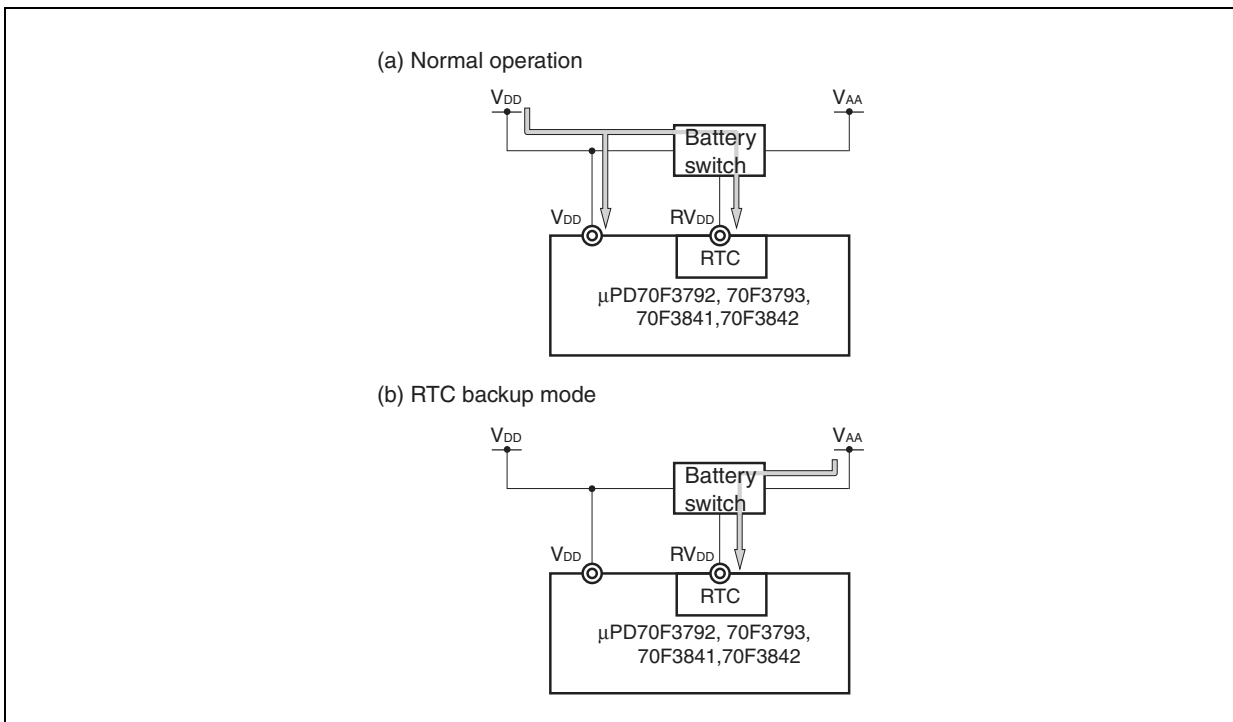 (a) Normal operation
VDD
VAA
Battery
switch
VDD
RVDD
RTC
μPD70F3792, 70F3793,
70F3841,70F3842
(b) RTC backup mode
VDD
VAA
Battery
switch
VDD
RVDD
RTC
μPD70F3792, 70F3793,
70F3841,70F3842